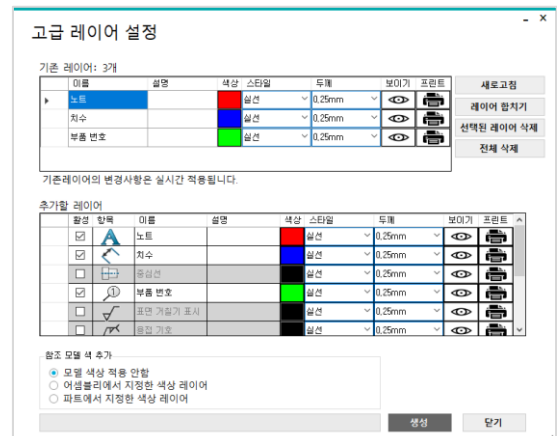 고급 레이어 설정
기존 레이어: 3개
이름 설명 색상 스타일 두께 보이기 프린트
노트 실선 0.25mm
치수 실선 0.25mm
부품 번호 실선 0.25mm
새로고침
레이어 합치기
선택된 레이어 삭제
전체 삭제
기존레이어의 변경사항은 실시간 적용됩니다.
추가할 레이어
활성 항목 이름 설명 색상 스타일 두께 보이기 프린트
노트 실선 0.25mm
치수 실선 0.25mm
중심선 실선 0.25mm
부품 번호 실선 0.25mm
표면 거칠기 표시 실선 0.25mm
용접 기호 실선 0.25mm
참조 모델 색 추가
모델 색상 적용 안함
어셈블리에서 지정한 색상 레이어
파트에서 지정한 색상 레이어
생성
닫기